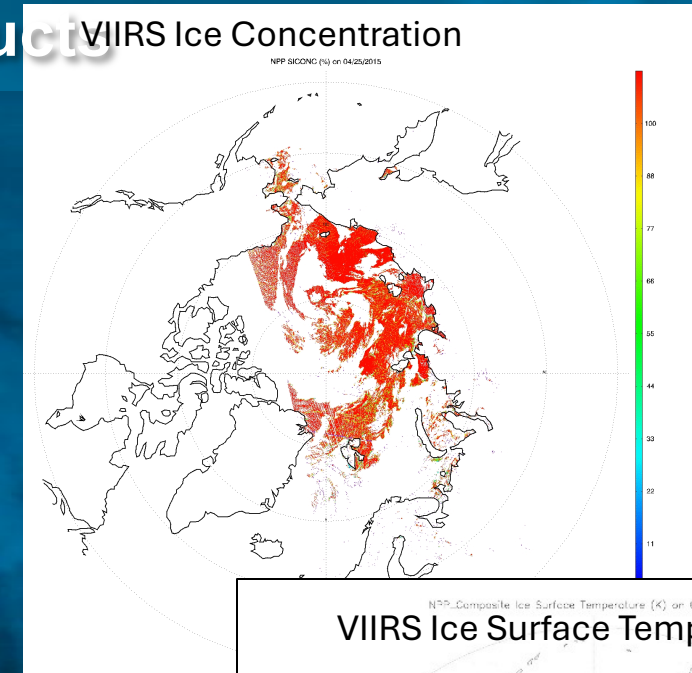 VIIRS Ice Concentration
NPP SICONC (%) on 04/25/2015
100
88
77
66
55
44
33
22
11
NPP_Composite Ice Surface Temperature (K) on
VIIRS Ice Surface Temp